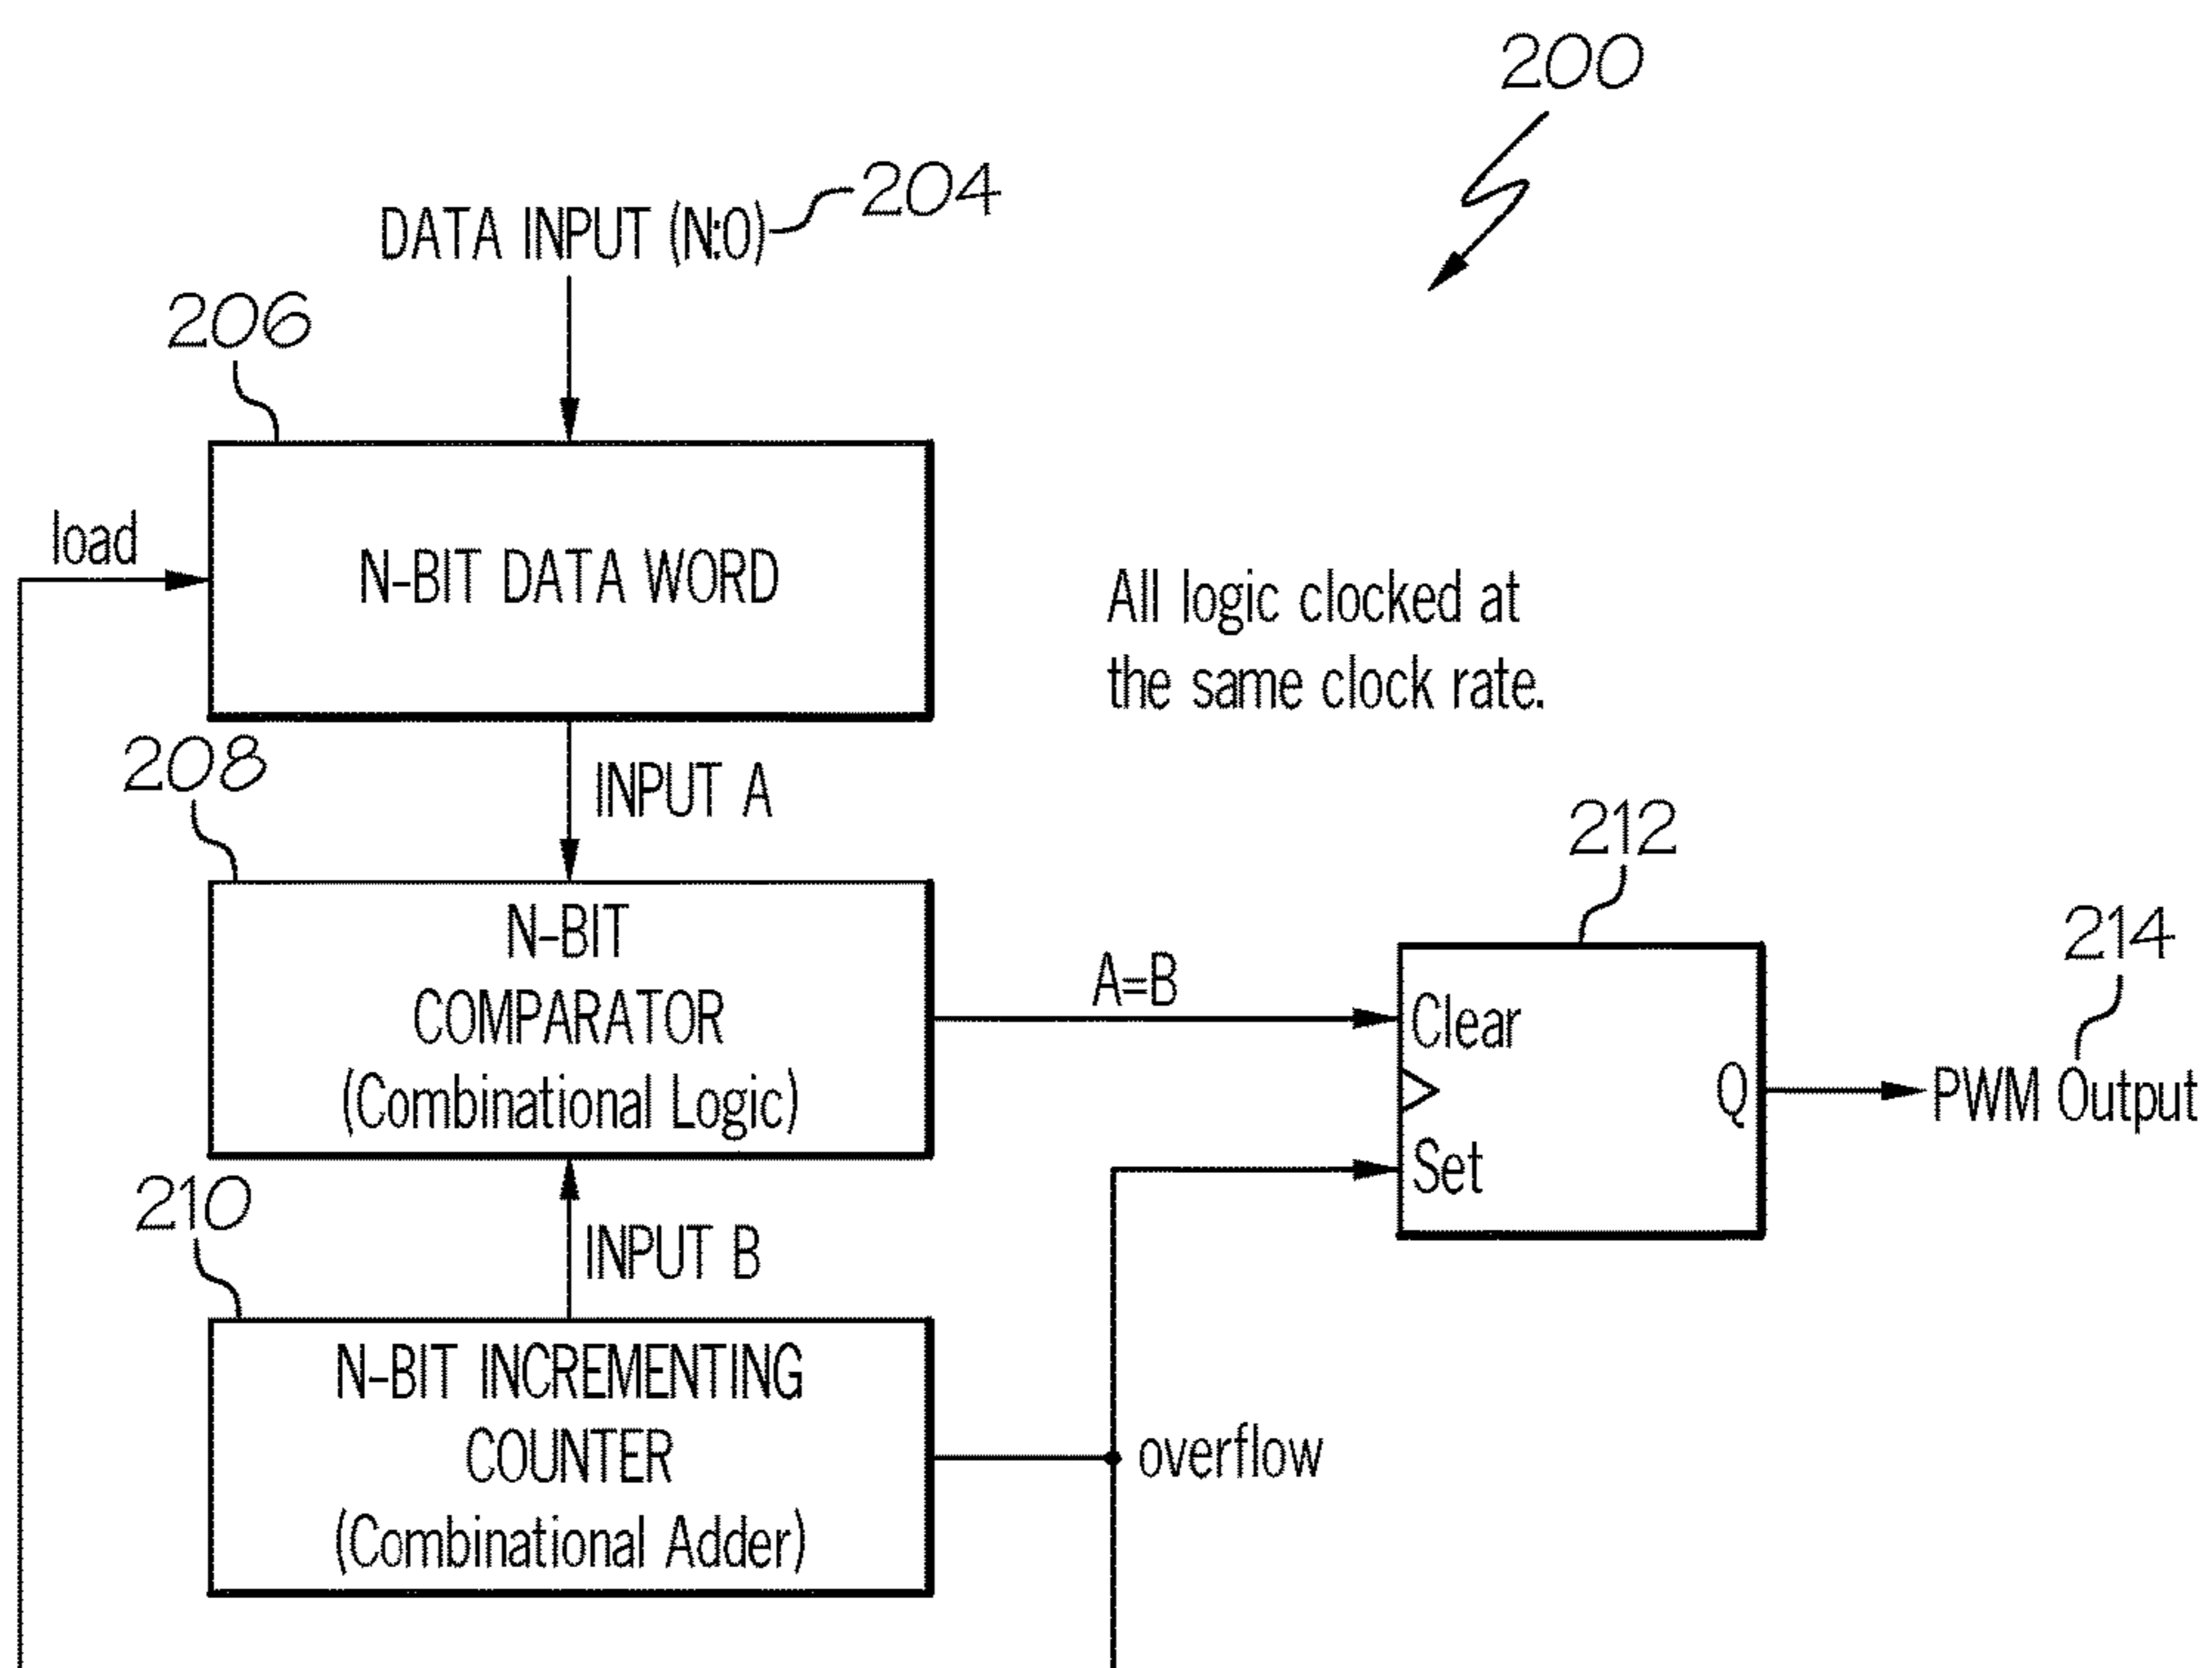 200
DATA INPUT (N:0)
204
206
load
N-BIT DATA WORD
All logic clocked at
the same clock rate.
208
INPUT A
212
N-BIT
COMPARATOR
(Combinational Logic)
A=B
Clear
Set
Q
214
PWM Output
210
INPUT B
N-BIT INCREMENTING
COUNTER
(Combinational Adder)
overflow